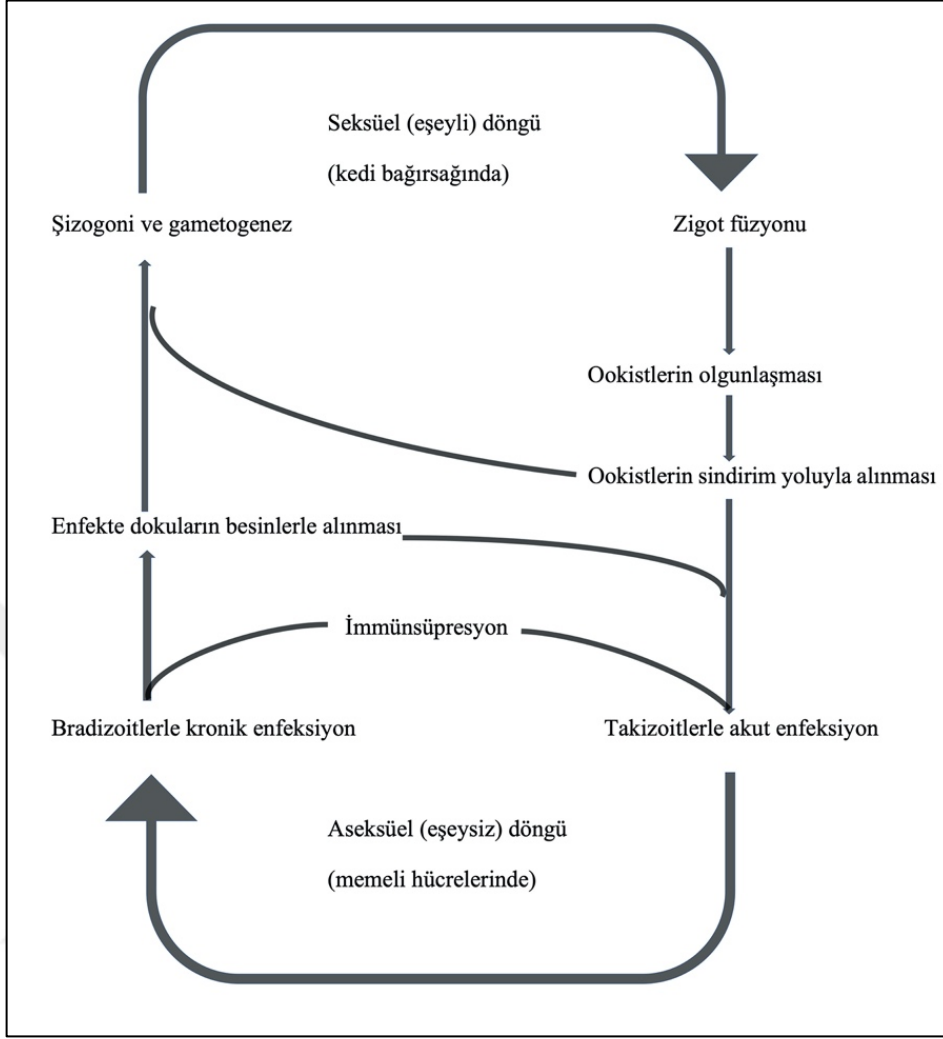 Seksüel (eşeyli) döngü
(kedi bağırsağında)
Şizogoni ve gametogenez
Zigot füzyonu
Ookistlerin olgunlaşması
Ookistlerin sindirim yoluyla alınması
Enfekte dokuların besinlerle alınması
İmmünsüpresyon
Bradizoitlerle kronik enfeksiyon
Takizoitlerle akut enfeksiyon
Aseksüel (eşeysiz) döngü
(memeli hücrelerinde)